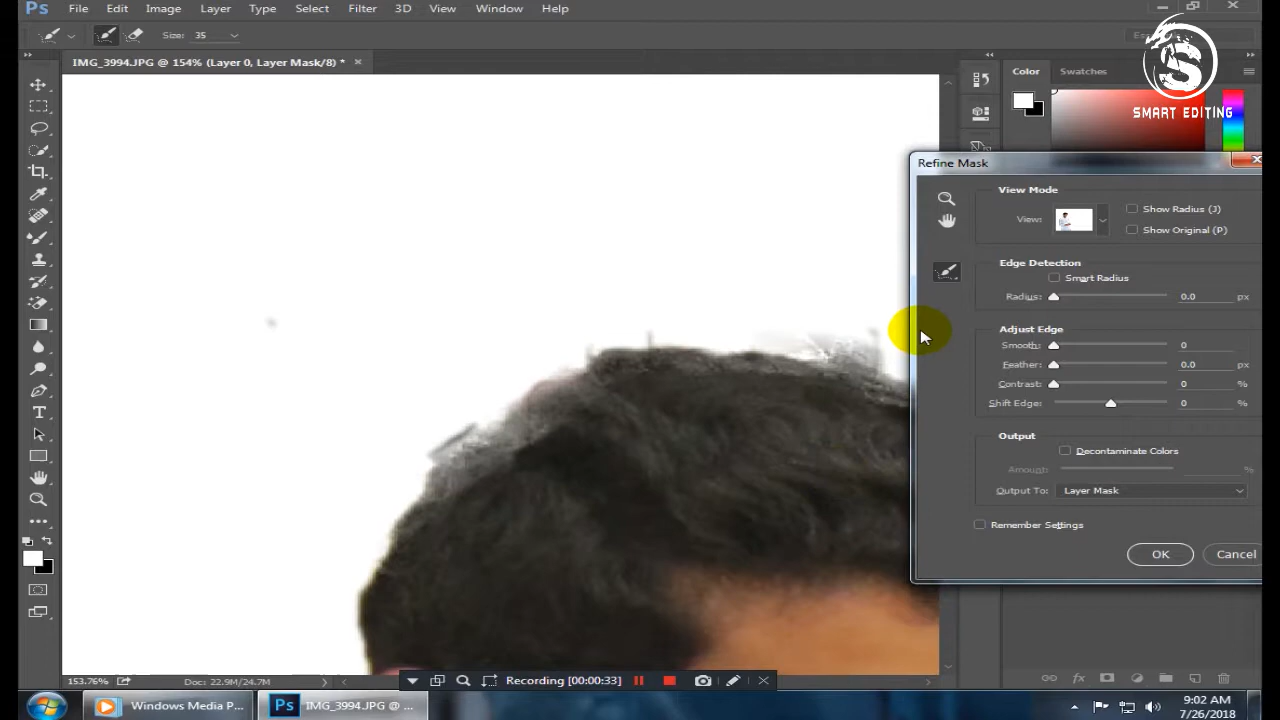 Ps File Edit Image Layer Type Select Filter 3D View Window Help
Size: 35
IMG_3994.JPG @ 154% (Layer 0, Layer Mask/8) * ×
Color Swatches
S
SMART EDITING
Refine Mask
View Mode
View:
Show Radius (J)
Show Original (P)
Edge Detection
Smart Radius
Radius: 0.0 px
Adjust Edge
Smooth: 0
Feather: 0.0 px
Contrast: 0 %
Shift Edge: 0 %
Output
Decontaminate Colors
Amount: %
Output To: Layer Mask
Remember Settings
OK Cancel
153.76% Doc: 22.9M/24.7M
Recording [00:00:33]
Windows Media P...
Ps IMG_3994.JPG @ ...
9:02 AM
7/26/2018